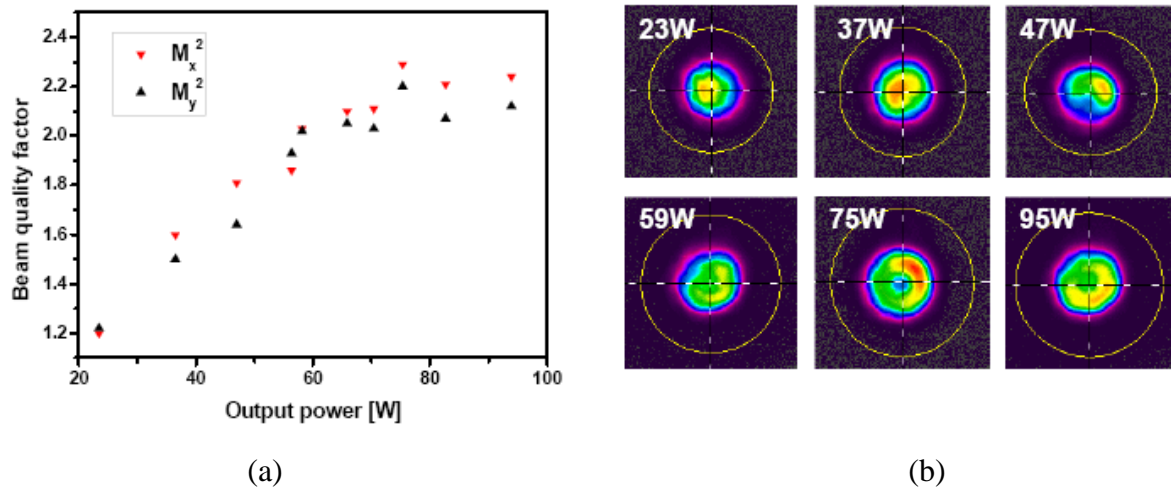 2.4
2.2
2.0
1.8
1.6
1.4
1.2
Beam quality factor
Mx²
My²
20 40 60 80 100
Output power [W]
(a)
23W 37W 47W
59W 75W 95W
(b)